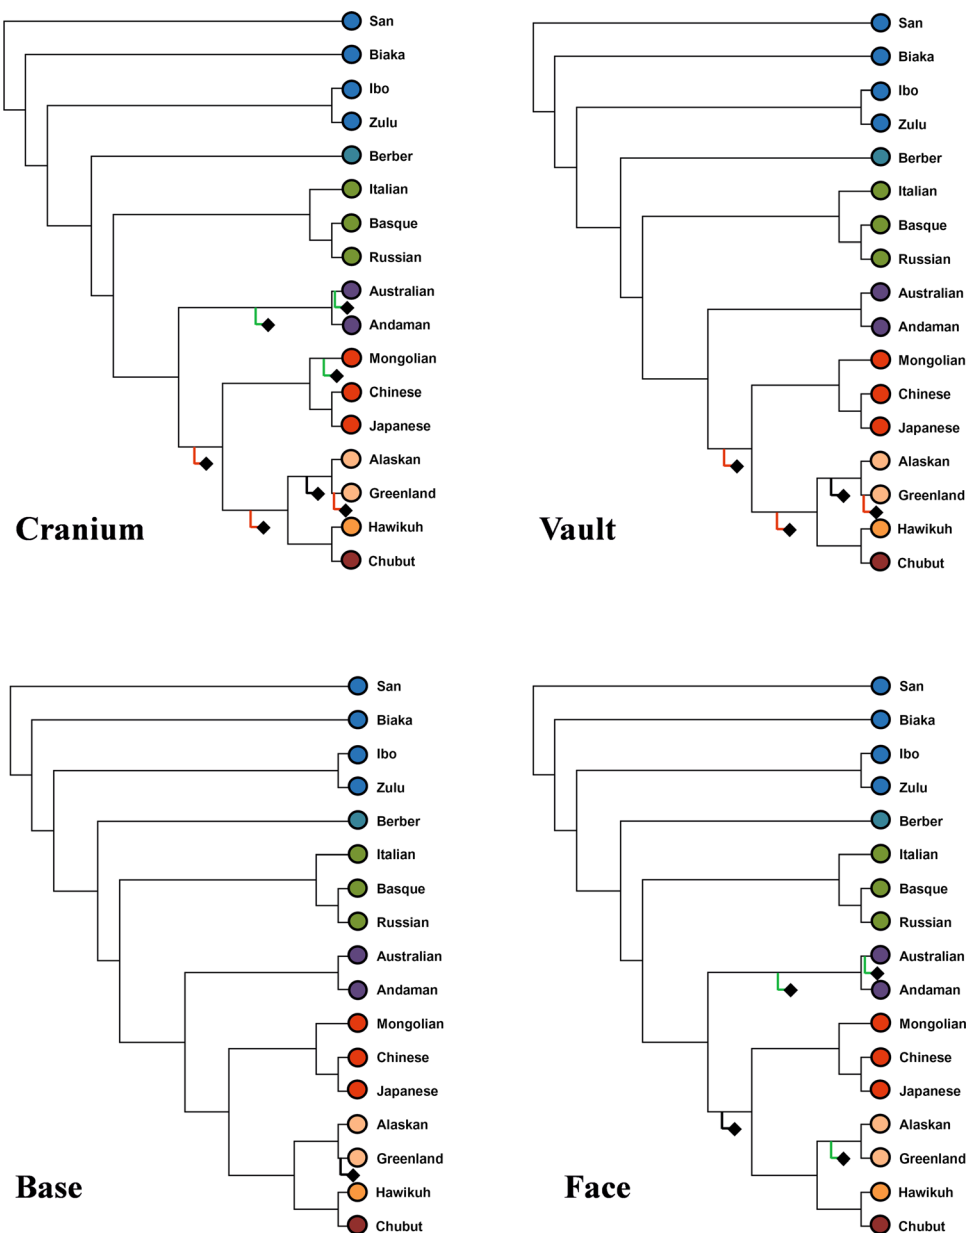 San
Biaka
Ibo
Zulu
Berber
Italian
Basque
Russian
Australian
Andaman
Mongolian
Chinese
Japanese
Alaskan
Greenland
Hawikuh
Chubut
Cranium
San
Biaka
Ibo
Zulu
Berber
Italian
Basque
Russian
Australian
Andaman
Mongolian
Chinese
Japanese
Alaskan
Greenland
Hawikuh
Chubut
Vault
San
Biaka
Ibo
Zulu
Berber
Italian
Basque
Russian
Australian
Andaman
Mongolian
Chinese
Japanese
Alaskan
Greenland
Hawikuh
Chubut
Base
San
Biaka
Ibo
Zulu
Berber
Italian
Basque
Russian
Australian
Andaman
Mongolian
Chinese
Japanese
Alaskan
Greenland
Hawikuh
Chubut
Face